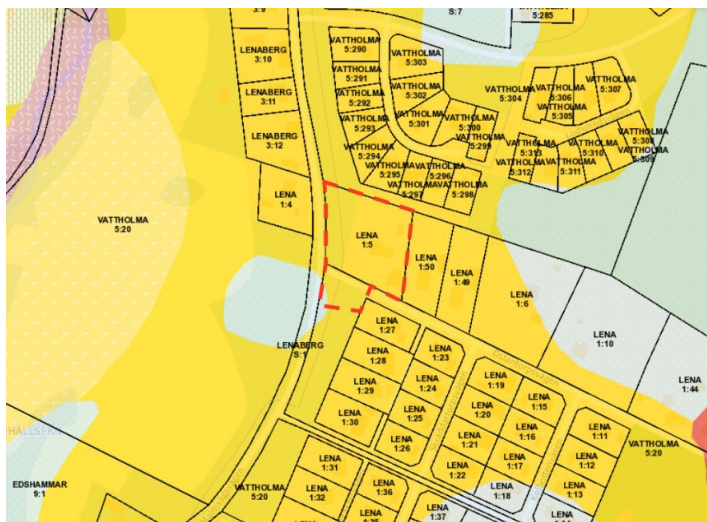 3:9
S:7
5:285
LENABERG
3:10
LENABERG
3:11
LENABERG
3:12
VATTHOLMA
5:290
VATTHOLMA
5:291
VATTHOLMA
5:292
VATTHOLMA
5:293
VATTHOLMA
5:294
VATTHOLMA
5:295
VATTHOLMA
5:296
VATTHOLMA
5:297
VATTHOLMA
5:298
VATTHOLMA
5:303
VATTHOLMA
5:302
VATTHOLMA
5:301
VATTHOLMA
5:300
VATTHOLMA
5:299
VATTHOLMA
5:304
VATTHOLMA
5:306
VATTHOLMA
5:305
VATTHOLMA
5:307
VATTHOLMA
5:308
VATTHOLMA
5:309
VATTHOLMA
5:310
VATTHOLMA
5:311
VATTHOLMA
5:312
VATTHOLMA
5:313
LENA
1:4
VATTHOLMA
5:20
LENA
1:5
LENA
1:50
LENA
1:49
LENA
1:6
LENA
1:10
LENA
1:44
LENABERG
S:1
LENA
1:27
LENA
1:28
LENA
1:29
LENA
1:30
LENA
1:23
LENA
1:24
LENA
1:25
LENA
1:26
LENA
1:19
LENA
1:20
LENA
1:21
LENA
1:22
LENA
1:15
LENA
1:16
LENA
1:17
LENA
1:18
LENA
1:11
LENA
1:12
LENA
1:13
VATTHOLMA
5:20
EDSHAMMAR
9:1
VATTHOLMA
5:20
LENA
1:31
LENA
1:32
LENA
LENA
1:36
LENA
LENA
1:37